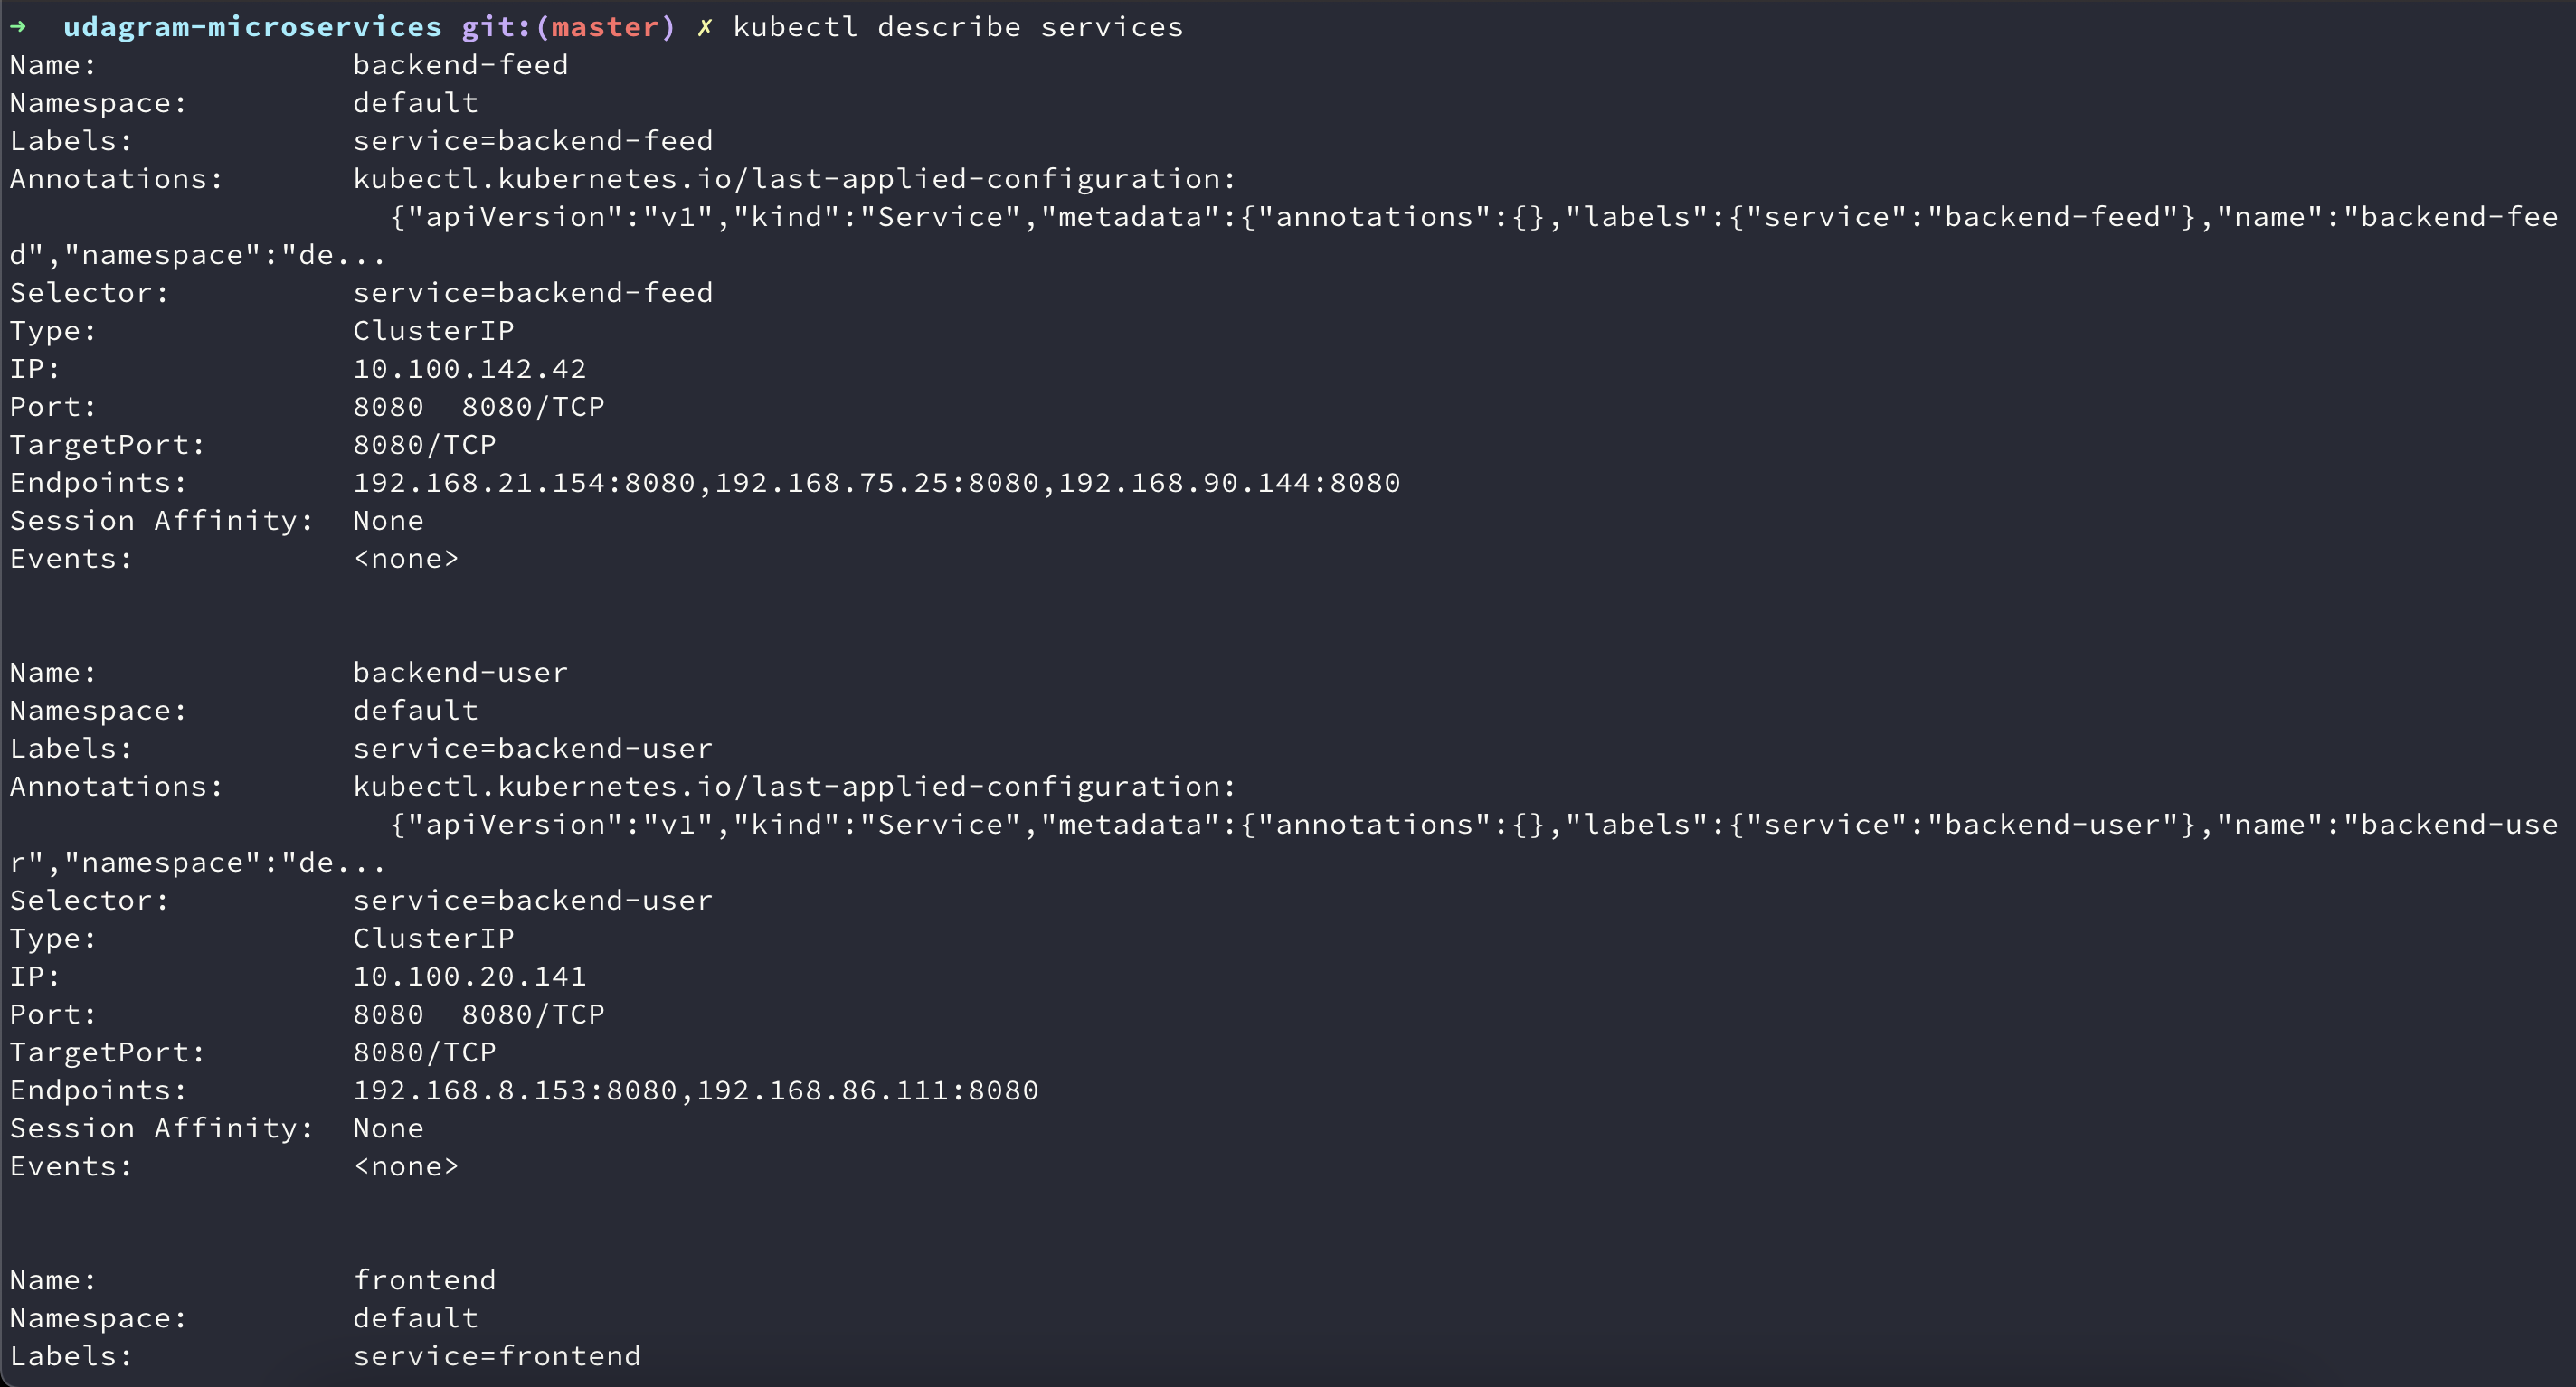 →  udagram-microservices git:(master) ✗ kubectl describe services
Name:              backend-feed
Namespace:         default
Labels:            service=backend-feed
Annotations:       kubectl.kubernetes.io/last-applied-configuration:
                     {"apiVersion":"v1","kind":"Service","metadata":{"annotations":{},"labels":{"service":"backend-feed"},"name":"backend-fee
d","namespace":"de...
Selector:          service=backend-feed
Type:              ClusterIP
IP:                10.100.142.42
Port:              8080  8080/TCP
TargetPort:        8080/TCP
Endpoints:         192.168.21.154:8080,192.168.75.25:8080,192.168.90.144:8080
Session Affinity:  None
Events:            <none>
Name:              backend-user
Namespace:         default
Labels:            service=backend-user
Annotations:       kubectl.kubernetes.io/last-applied-configuration:
                     {"apiVersion":"v1","kind":"Service","metadata":{"annotations":{},"labels":{"service":"backend-user"},"name":"backend-use
r","namespace":"de...
Selector:          service=backend-user
Type:              ClusterIP
IP:                10.100.20.141
Port:              8080  8080/TCP
TargetPort:        8080/TCP
Endpoints:         192.168.8.153:8080,192.168.86.111:8080
Session Affinity:  None
Events:            <none>
Name:              frontend
Namespace:         default
Labels:            service=frontend